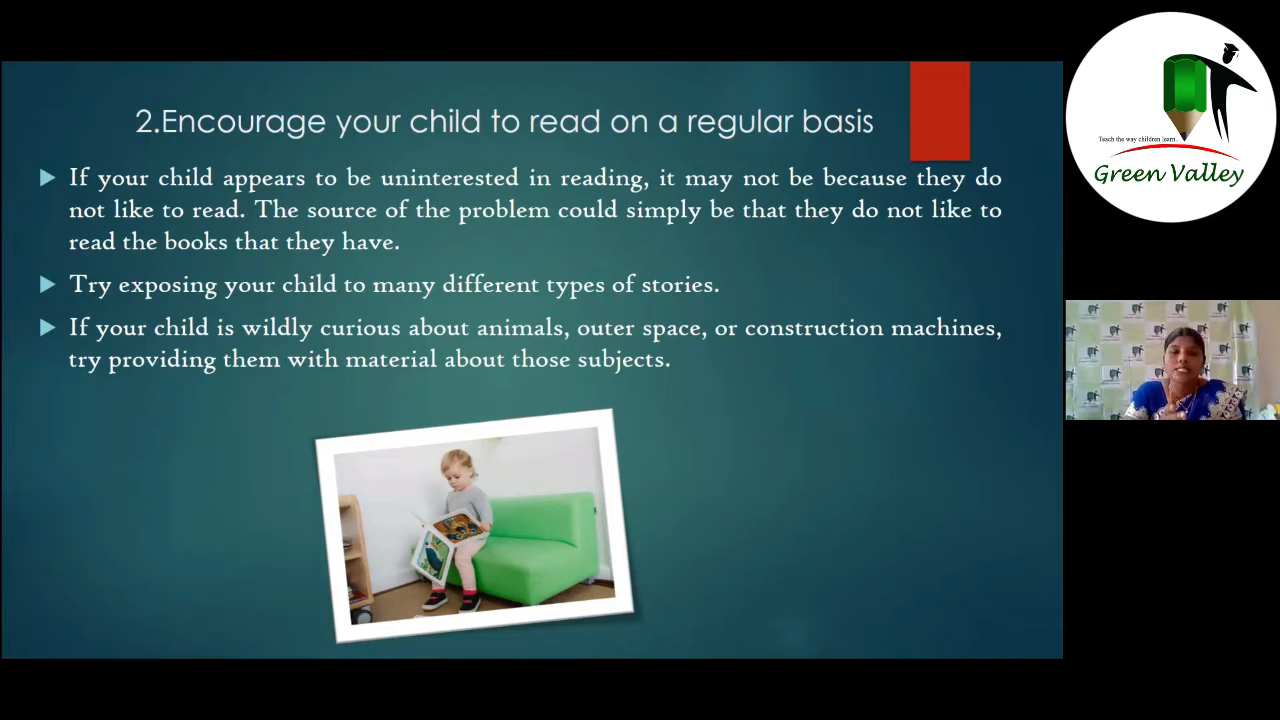 2.Encourage your child to read on a regular basis
If your child appears to be uninterested in reading, it may not be because they do
not like to read. The source of the problem could simply be that they do not like to
read the books that they have.
Try exposing your child to many different types of stories.
If your child is wildly curious about animals, outer space, or construction machines,
try providing them with material about those subjects.
Teach the way children learn.
Green Valley